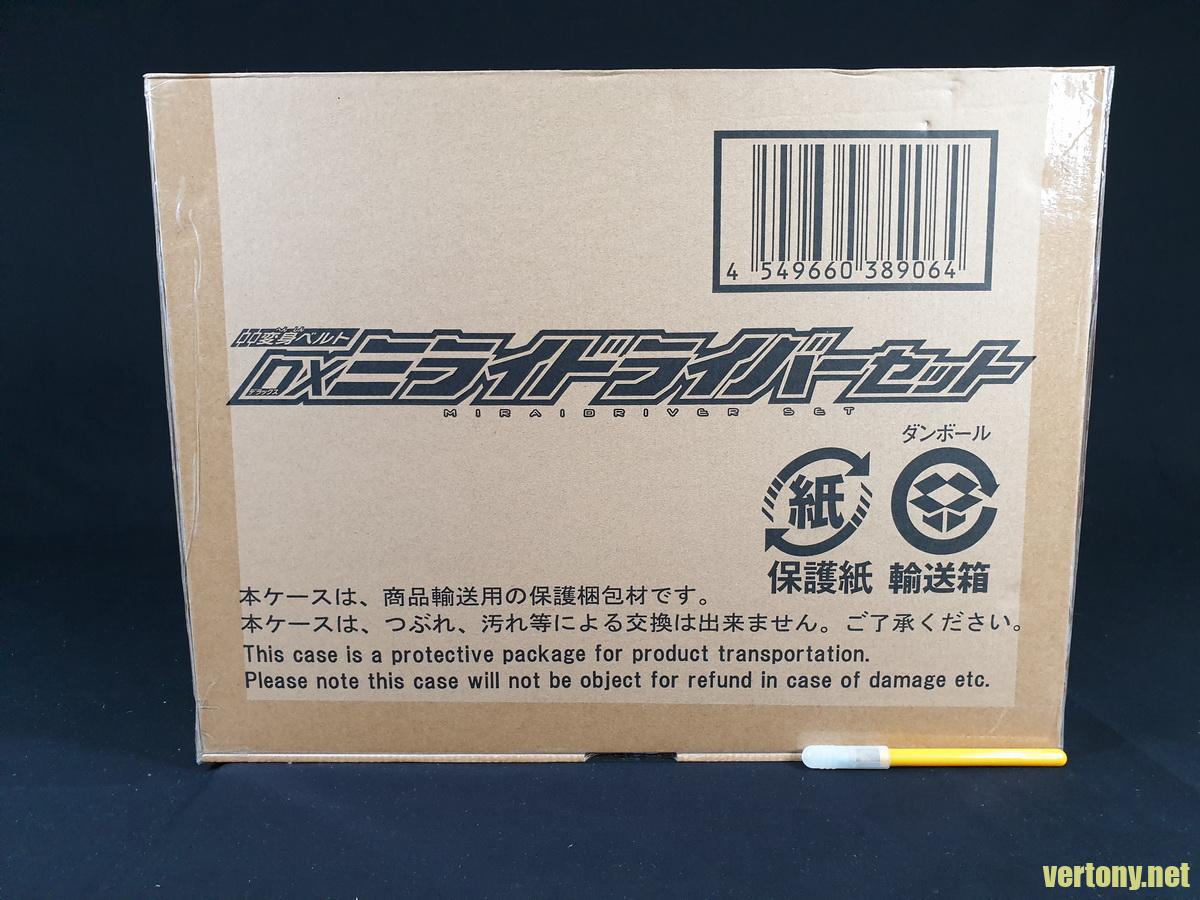 4 549660 389064
変身ベルト
DXミライドライバーセット
デラックス
MIRAIDRIVER SET
ダンボール
紙
保護紙 輸送箱
本ケースは、商品輸送用の保護梱包材です。
本ケースは、つぶれ、汚れ等による交換は出来ません。ご了承ください。
This case is a protective package for product transportation.
Please note this case will not be object for refund in case of damage etc.
vertony.net